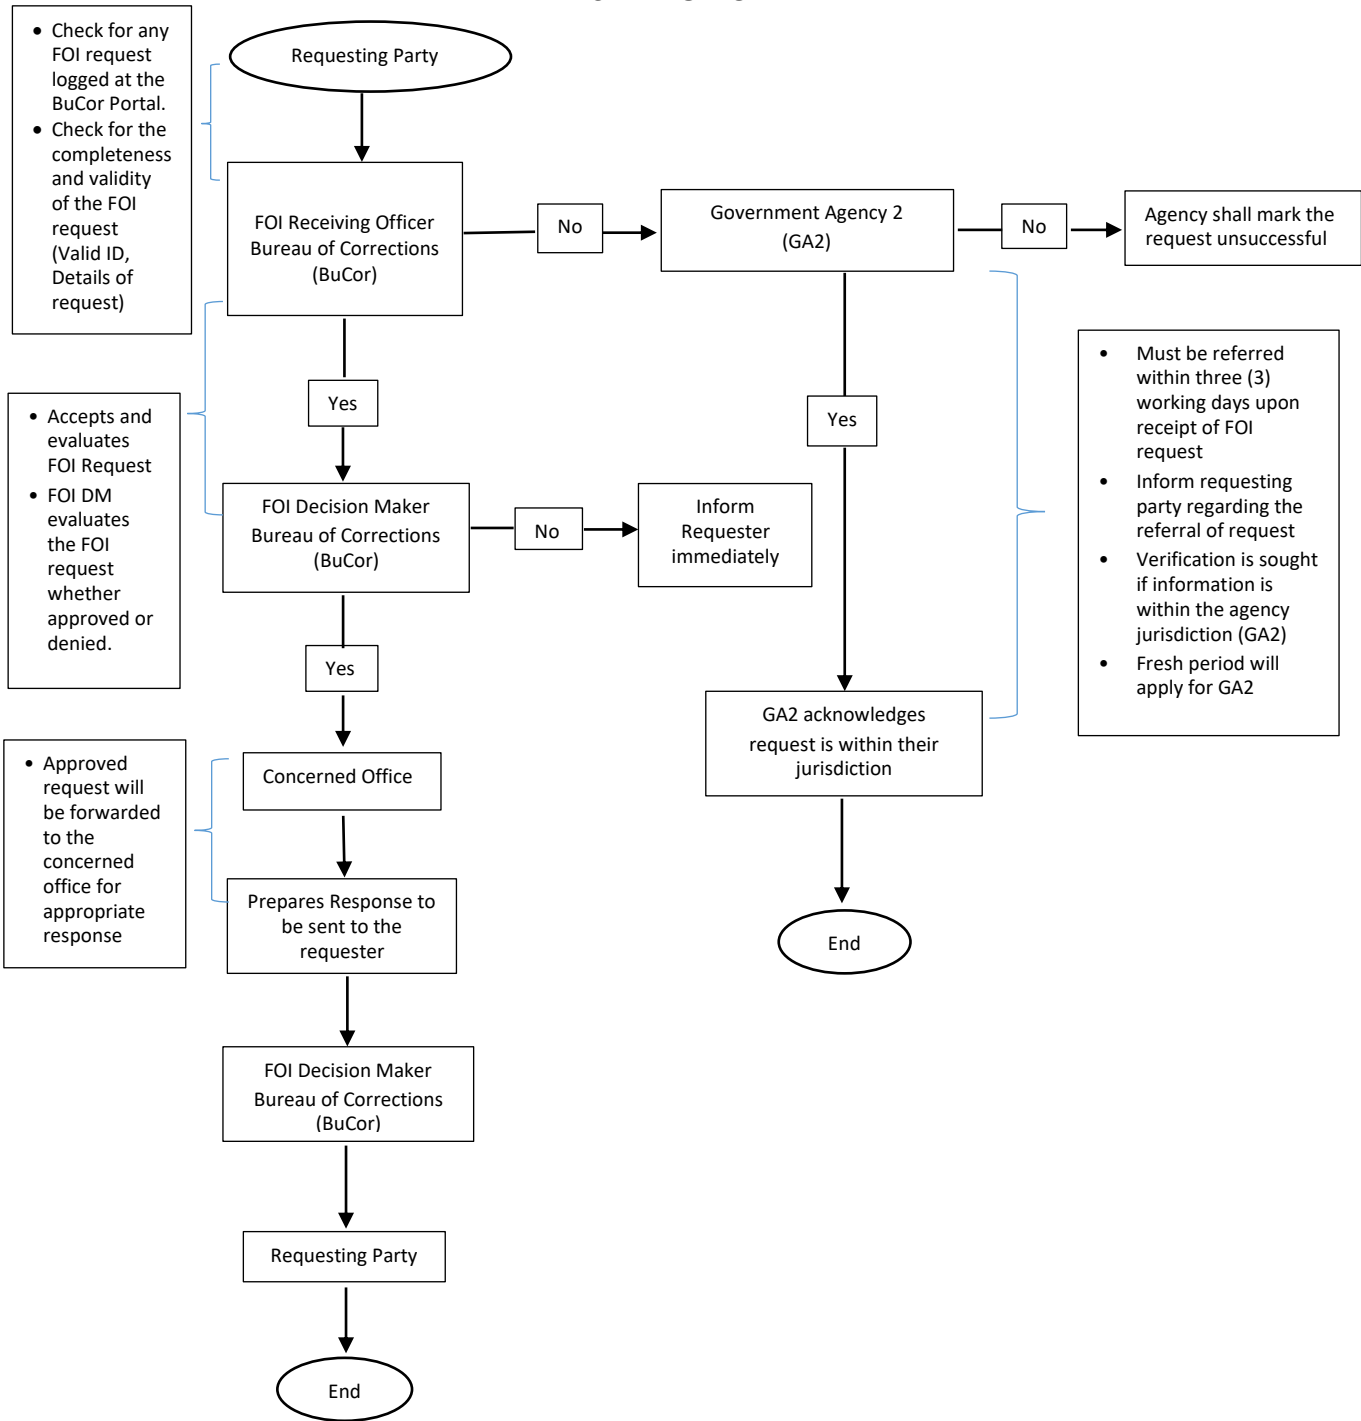 • Check for any
FOI request
logged at the
BuCor Portal.
• Check for the
completeness
and validity
of the FOI
request
(Valid ID,
Details of
request)
Requesting Party
FOI Receiving Officer
Bureau of Corrections
(BuCor)
No
Government Agency 2
(GA2)
No
Agency shall mark the
request unsuccessful
Yes
Yes
• Must be referred
within three (3)
working days upon
receipt of FOI
request
• Inform requesting
party regarding the
referral of request
• Verification is sought
if information is
within the agency
jurisdiction (GA2)
• Fresh period will
apply for GA2
• Accepts and
evaluates
FOI Request
• FOI DM
evaluates
the FOI
request
whether
approved or
denied.
FOI Decision Maker
Bureau of Corrections
(BuCor)
No
Inform
Requester
immediately
Yes
GA2 acknowledges
request is within their
jurisdiction
• Approved
request will
be forwarded
to the
concerned
office for
appropriate
response
Concerned Office
Prepares Response to
be sent to the
requester
End
FOI Decision Maker
Bureau of Corrections
(BuCor)
Requesting Party
End